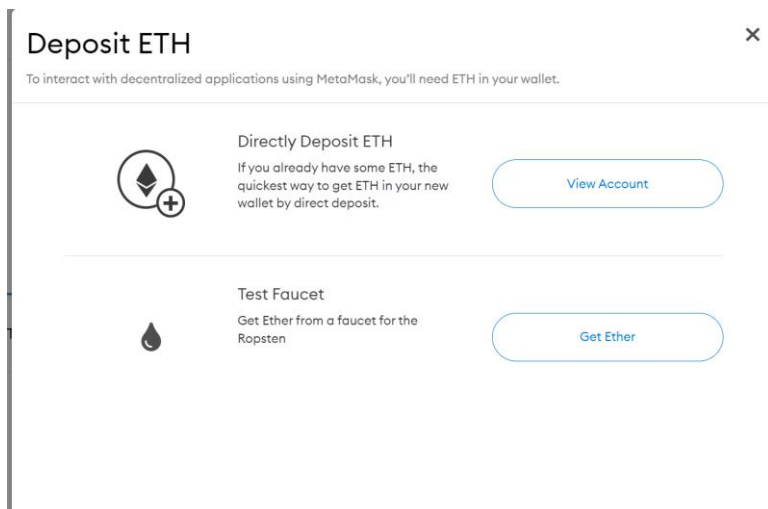 Deposit ETH
To interact with decentralized applications using MetaMask, you'll need ETH in your wallet.
Directly Deposit ETH
If you already have some ETH, the
quickest way to get ETH in your new
wallet by direct deposit.
View Account
Test Faucet
Get Ether from a faucet for the
Ropsten
Get Ether